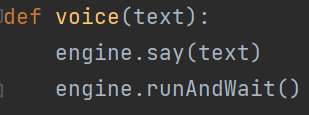 def voice(text):
    engine.say(text)
    engine.runAndWait()